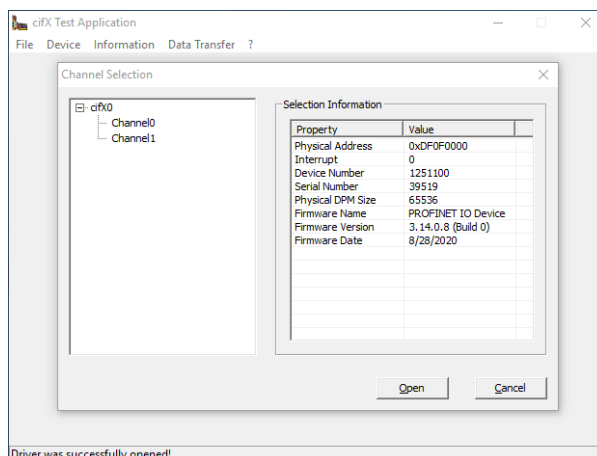 cifX Test Application
File Device Information Data Transfer ?
Channel Selection
cifX0
Channel0
Channel1
Selection Information
Property Value
Physical Address 0xDF0F0000
Interrupt 0
Device Number 1251100
Serial Number 39519
Physical DPM Size 65536
Firmware Name PROFINET IO Device
Firmware Version 3.14.0.8 (Build 0)
Firmware Date 8/28/2020
Open Cancel
Driver was successfully opened!